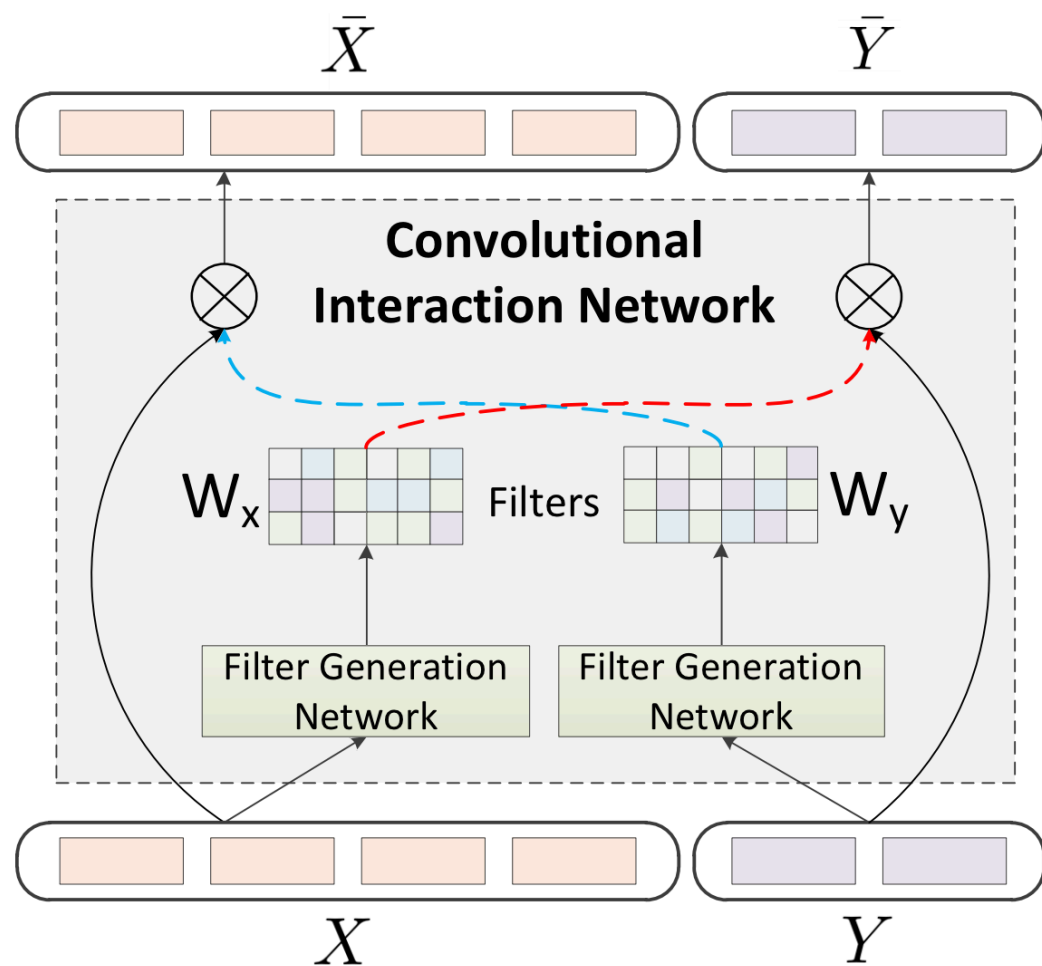 X̄ Ȳ
Convolutional
Interaction Network
Wx Filters Wy
Filter Generation
Network
Filter Generation
Network
X Y